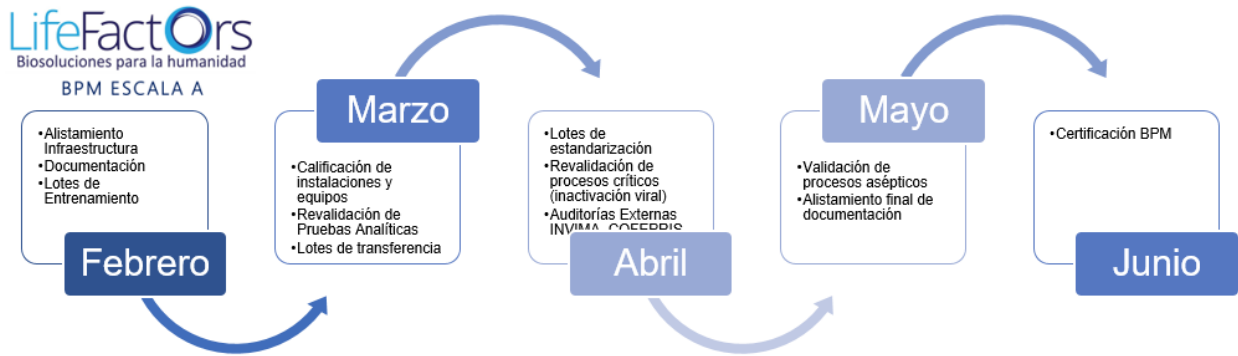 LifeFactOrs
Biosoluciones para la humanidad
BPM ESCALA A
•Alistamiento
Infraestructura
•Documentación
•Lotes de
Entrenamiento
Febrero
Marzo
•Calificación de
instalaciones y
equipos
•Revalidación de
Pruebas Analíticas
•Lotes de transferencia
•Lotes de
estandarización
•Revalidación de
procesos críticos
(inactivación viral)
•Auditorías Externas
INVIMA, COFEPRIS
Abril
Mayo
•Validación de
procesos asépticos
•Alistamiento final de
documentación
•Certificación BPM
Junio